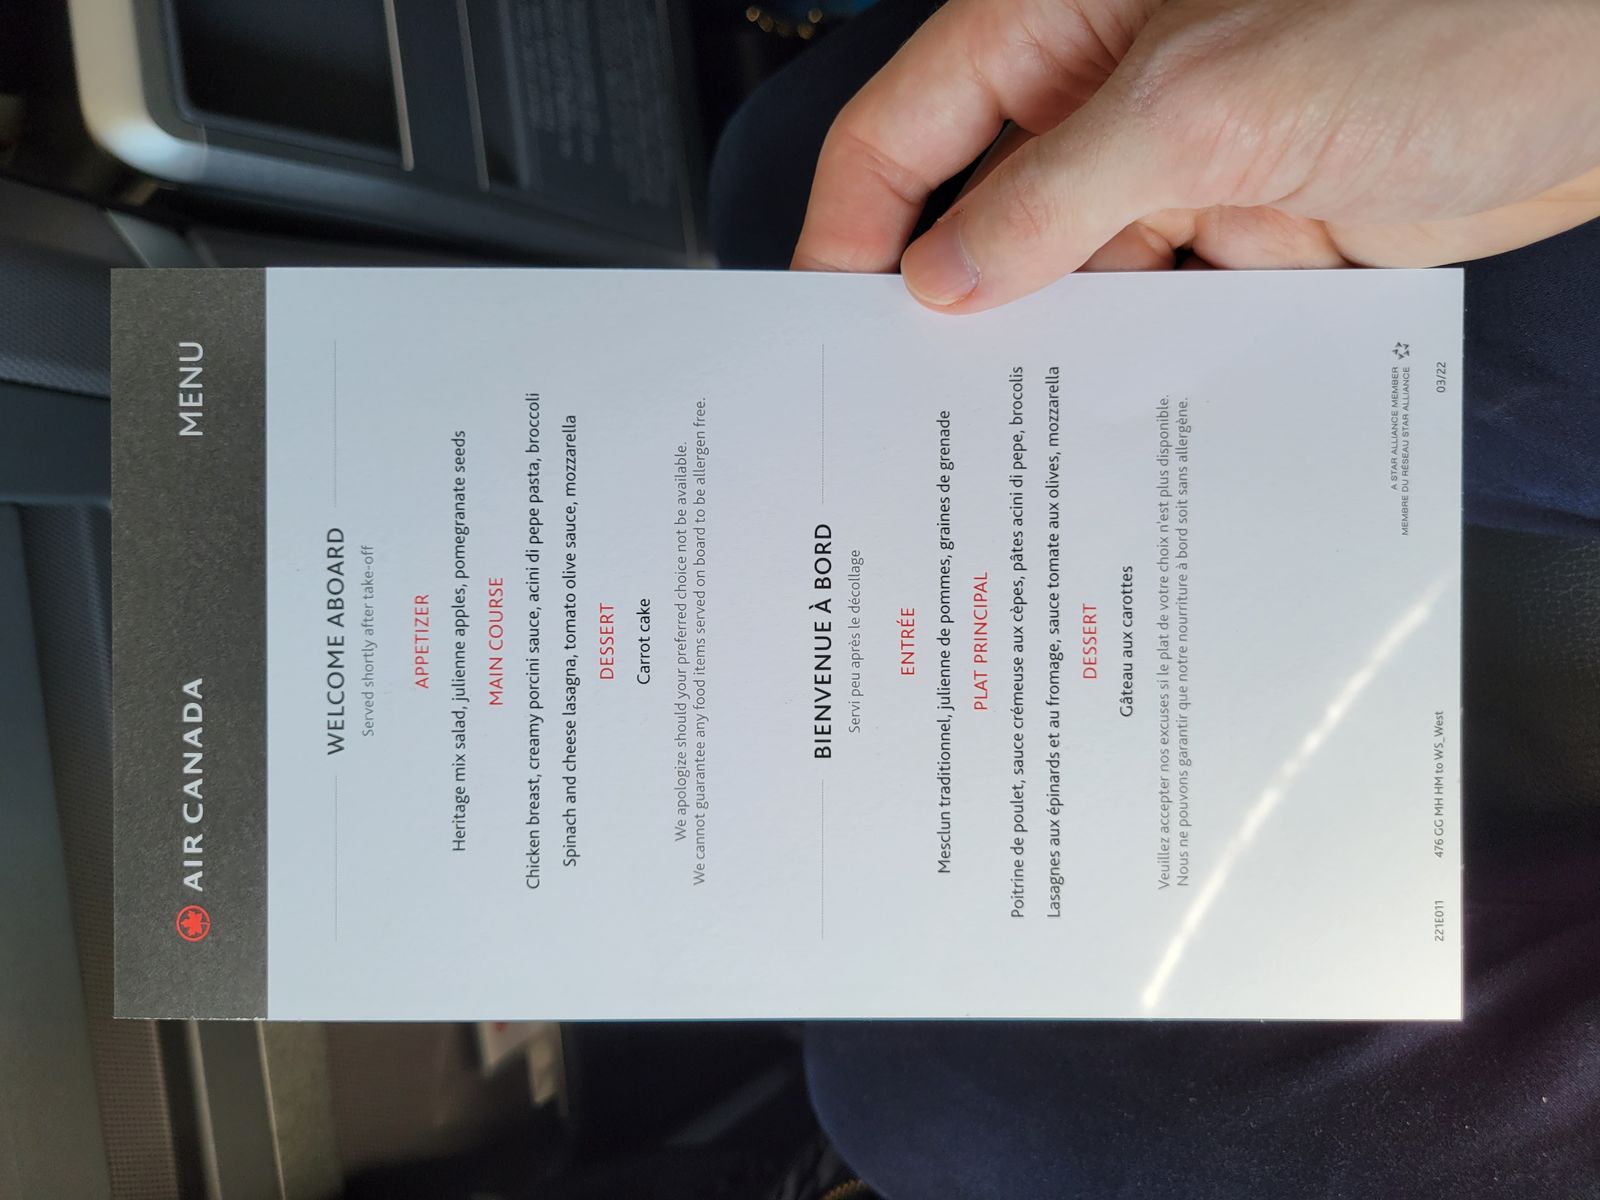 AIR CANADA MENU
WELCOME ABOARD
Served shortly after take-off
APPETIZER
Heritage mix salad, julienne apples, pomegranate seeds
MAIN COURSE
Chicken breast, creamy porcini sauce, acini di pepe pasta, broccoli
Spinach and cheese lasagna, tomato olive sauce, mozzarella
DESSERT
Carrot cake
We apologize should your preferred choice not be available.
We cannot guarantee any food items served on board to be allergen free.
BIENVENUE À BORD
Servi peu après le décollage
ENTRÉE
Mesclun traditionnel, julienne de pommes, graines de grenade
PLAT PRINCIPAL
Poitrine de poulet, sauce crémeuse aux cèpes, pâtes acini di pepe, brocolis
Lasagnes aux épinards et au fromage, sauce tomate aux olives, mozzarella
DESSERT
Gâteau aux carottes
Veuillez accepter nos excuses si le plat de votre choix n'est plus disponible.
Nous ne pouvons garantir que notre nourriture à bord soit sans allergène.
A STAR ALLIANCE MEMBER
MEMBRE DU RÉSEAU STAR ALLIANCE
221E011 476 GG MH HM to WS_West 03/22